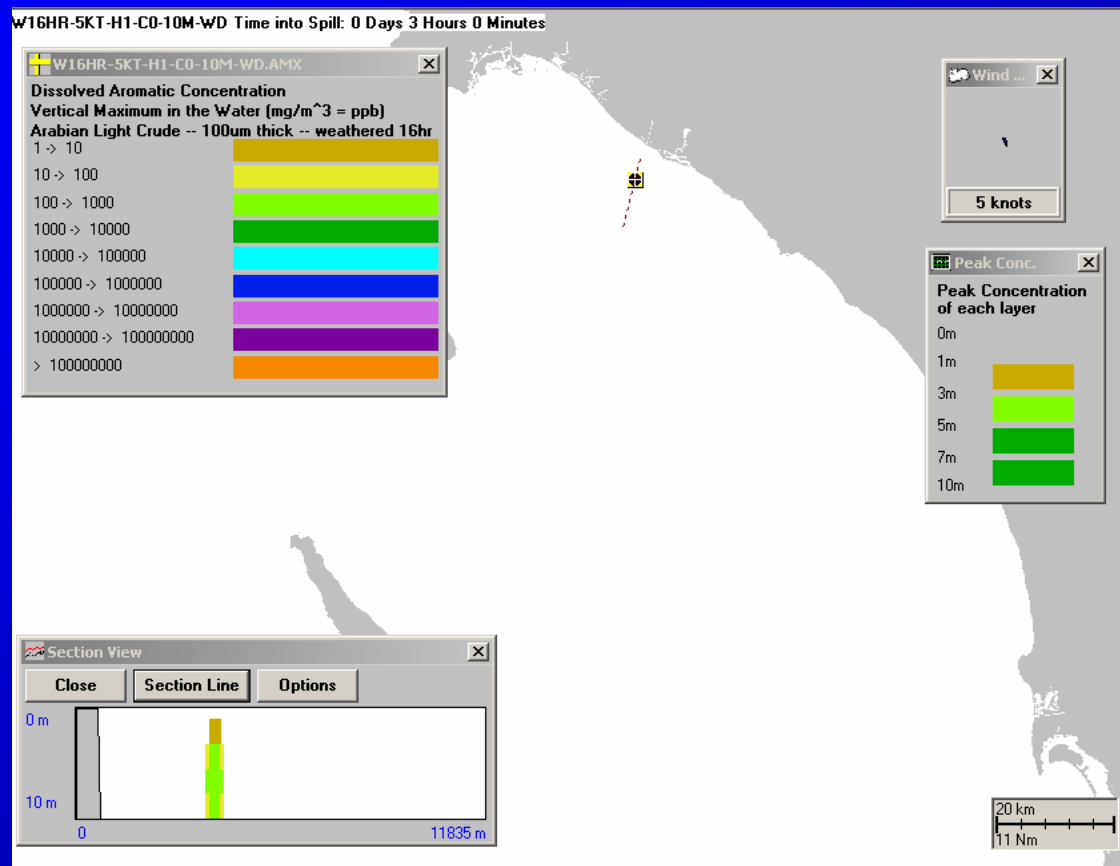 W16HR-5KT-H1-C0-10M-WD Time into Spill: 0 Days 3 Hours 0 Minutes
W16HR-5KT-H1-C0-10M-WD.AMX
Dissolved Aromatic Concentration
Vertical Maximum in the Water (mg/m^3 = ppb)
Arabian Light Crude -- 100um thick -- weathered 16hr
1 -> 10
10 -> 100
100 -> 1000
1000 -> 10000
10000 -> 100000
100000 -> 1000000
1000000 -> 10000000
10000000 -> 100000000
> 100000000
Wind ...
5 knots
Peak Conc.
Peak Concentration
of each layer
0m
1m
3m
5m
7m
10m
Section View
Close Section Line Options
0 m
10 m
0 11835 m
20 km
11 Nm